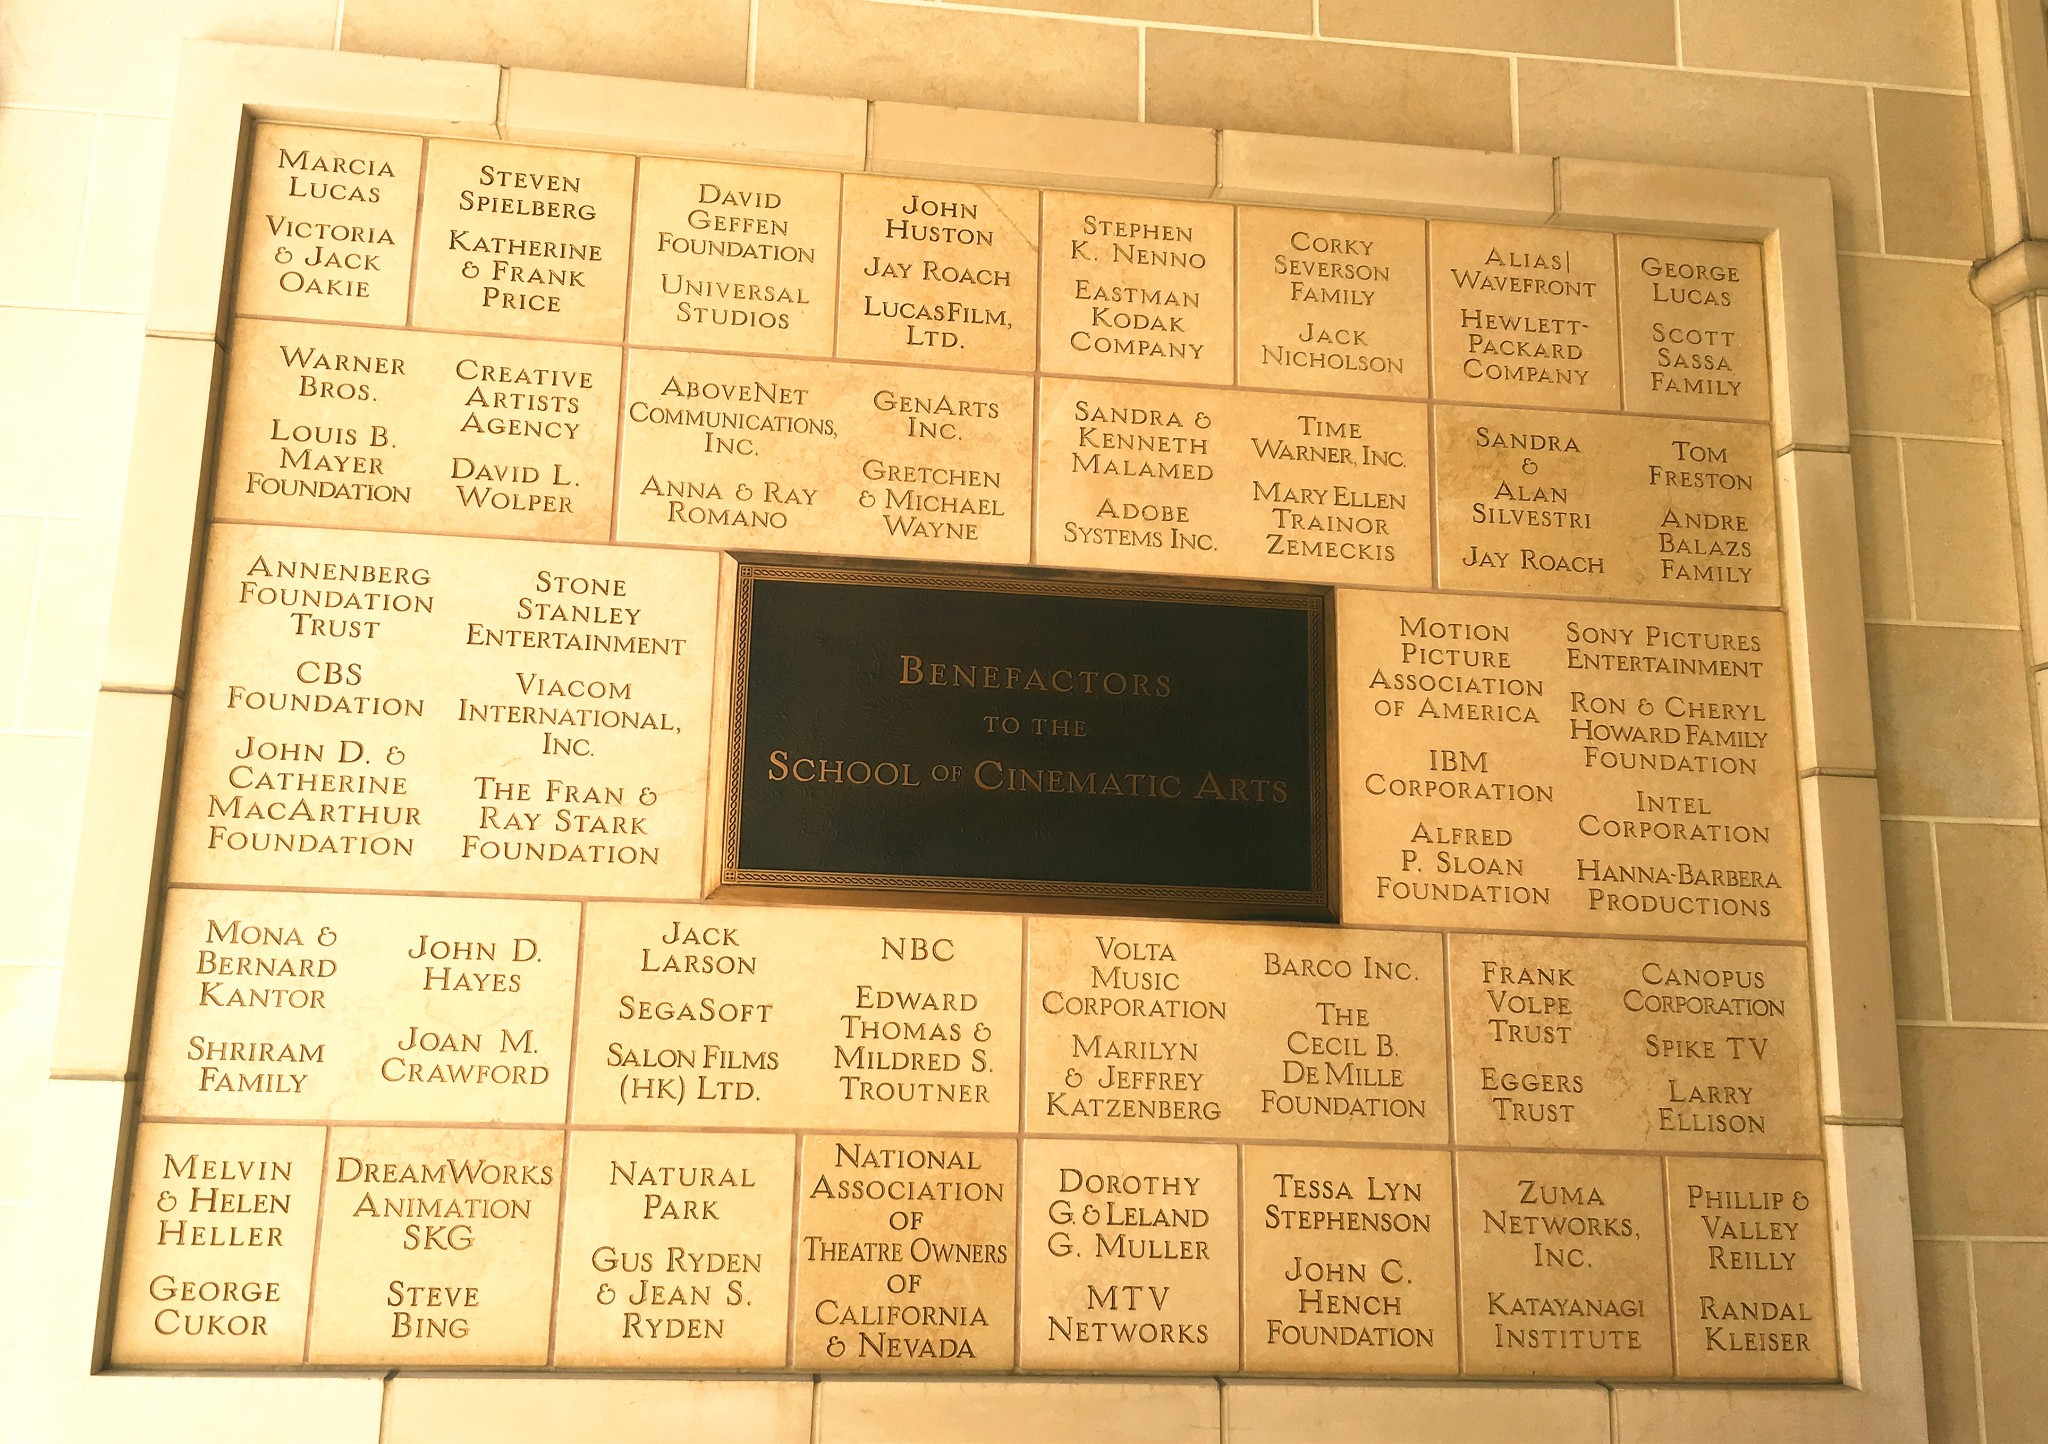 Marcia
Lucas
Victoria
& Jack
Oakie
Steven
Spielberg
Katherine
& Frank
Price
David
Geffen
Foundation
Universal
Studios
John
Huston
Jay Roach
LucasFilm,
Ltd.
Stephen
K. Nenno
Eastman
Kodak
Company
Corky
Severson
Family
Jack
Nicholson
Alias|
Wavefront
Hewlett-
Packard
Company
George
Lucas
Scott
Sassa
Family
Warner
Bros.
Louis B.
Mayer
Foundation
Creative
Artists
Agency
David L.
Wolper
AboveNet
Communications,
Inc.
Anna & Ray
Romano
GenArts
Inc.
Gretchen
& Michael
Wayne
Sandra &
Kenneth
Malamed
Adobe
Systems Inc.
Time
Warner, Inc.
Mary Ellen
Trainor
Zemeckis
Sandra
&
Alan
Silvestri
Jay Roach
Tom
Freston
Andre
Balazs
Family
Annenberg
Foundation
Trust
CBS
Foundation
John D. &
Catherine
MacArthur
Foundation
Stone
Stanley
Entertainment
Viacom
International,
Inc.
The Fran &
Ray Stark
Foundation
Benefactors
to the
School of Cinematic Arts
Motion
Picture
Association
of America
IBM
Corporation
Alfred
P. Sloan
Foundation
Sony Pictures
Entertainment
Ron & Cheryl
Howard Family
Foundation
Intel
Corporation
Hanna-Barbera
Productions
Mona &
Bernard
Kantor
Shriram
Family
John D.
Hayes
Joan M.
Crawford
Jack
Larson
SegaSoft
Salon Films
(HK) Ltd.
NBC
Edward
Thomas &
Mildred S.
Troutner
Volta
Music
Corporation
Marilyn
& Jeffrey
Katzenberg
Barco Inc.
The
Cecil B.
De Mille
Foundation
Frank
Volpe
Trust
Eggers
Trust
Canopus
Corporation
Spike TV
Larry
Ellison
Melvin
& Helen
Heller
George
Cukor
DreamWorks
Animation
SKG
Steve
Bing
Natural
Park
Gus Ryden
& Jean S.
Ryden
National
Association
of
Theatre Owners
of
California
& Nevada
Dorothy
G. & Leland
G. Muller
MTV
Networks
Tessa Lyn
Stephenson
John C.
Hench
Foundation
Zuma
Networks,
Inc.
Katayanagi
Institute
Phillip &
Valley
Reilly
Randal
Kleiser